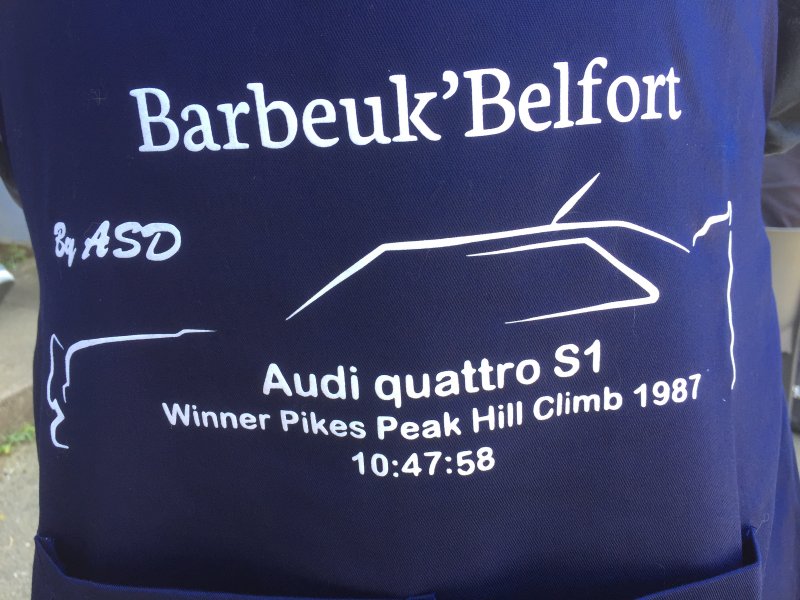 Barbeuk'Belfort
By ASD
Audi quattro S1
Winner Pikes Peak Hill Climb 1987
10:47:58